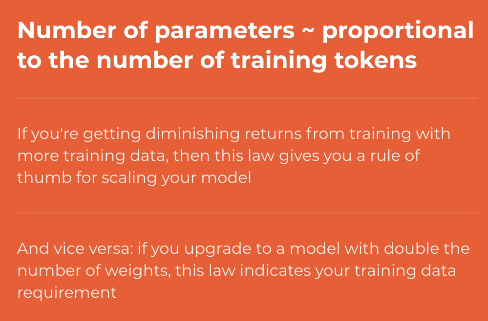 Number of parameters ~ proportional
to the number of training tokens
If you're getting diminishing returns from training with
more training data, then this law gives you a rule of
thumb for scaling your model
And vice versa: if you upgrade to a model with double the
number of weights, this law indicates your training data
requirement